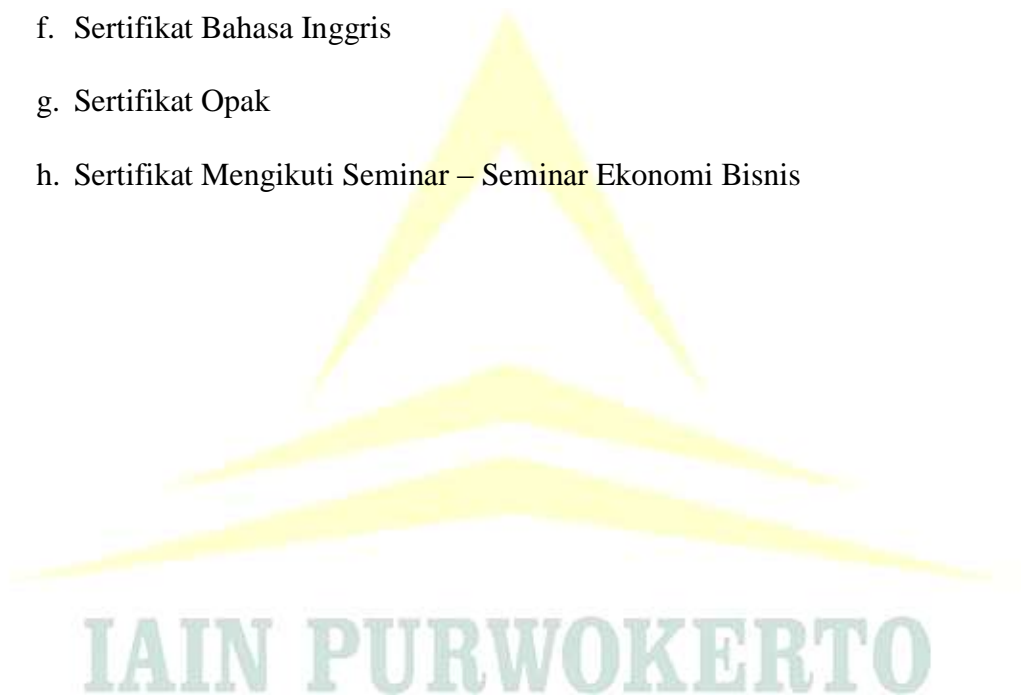 f. Sertifikat Bahasa Inggris
g. Sertifikat Opak
h. Sertifikat Mengikuti Seminar – Seminar Ekonomi Bisnis
IAIN PURWOKERTO